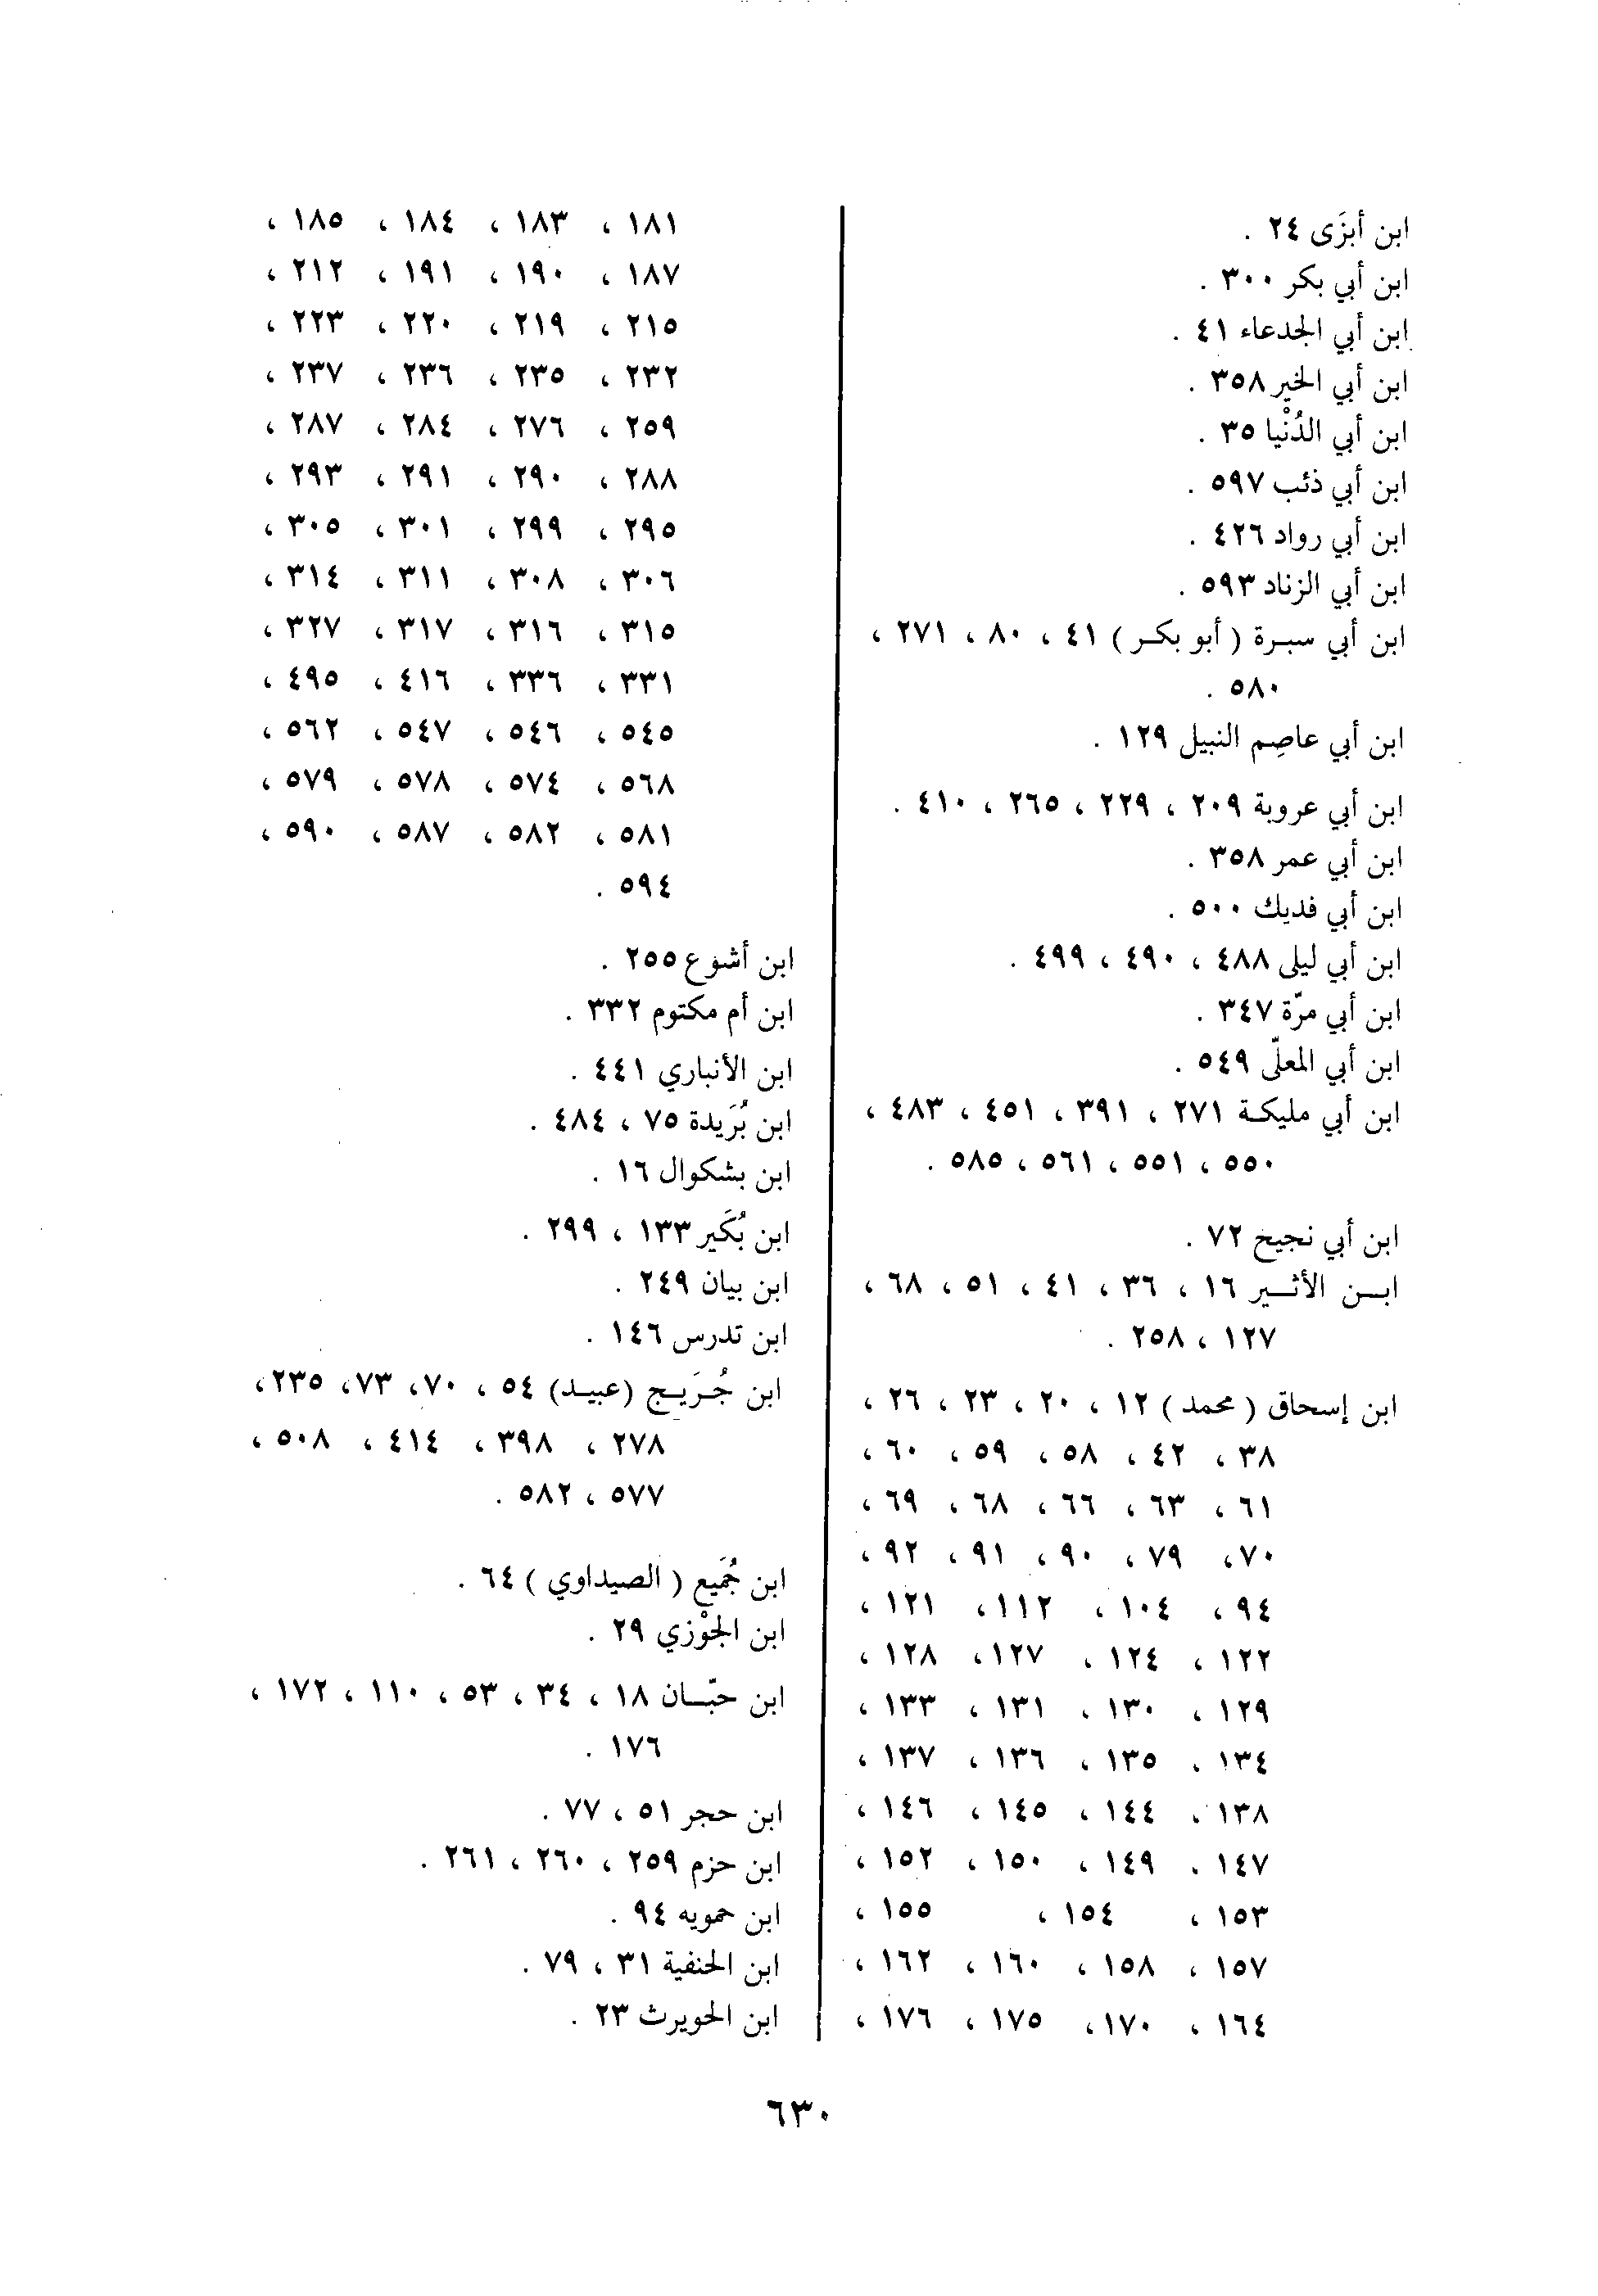 ابن أبزَى ٢٤ .
ابن أبي بكر ٣٠٠ .
ابن أبي الجدعاء ٤١ .
ابن أبي الخير ٣٥٨ .
ابن أبي الدُنْيا ٣٥ .
ابن أبي ذئب ٥٩٧ .
ابن أبي رواد ٤٢٦ .
ابن أبي الزناد ٥٩٣ .
ابن أبي سبرة ( أبو بكر ) ٤١ ، ٨٠ ، ٢٧١ ،
٥٨٠ .
ابن أبي عاصِم النبيل ١٢٩ .
ابن أبي عروبة ٢٠٩ ، ٢٢٩ ، ٢٦٥ ، ٤١٠ .
ابن أبي عمر ٣٥٨ .
ابن أبي فديك ٥٠٠ .
ابن أبي ليلى ٤٨٨ ، ٤٩٠ ، ٤٩٩ .
ابن أبي مرّة ٣٤٧ .
ابن أبي المعلّى ٥٤٩ .
ابن أبي مليكة ٢٧١ ، ٣٩١ ، ٤٥١ ، ٤٨٣ ،
٥٥٠ ، ٥٥١ ، ٥٦١ ، ٥٨٥ .
ابن أبي نجيح ٧٢ .
ابن الأثير ١٦ ، ٣٦ ، ٤١ ، ٥١ ، ٦٨ ،
١٢٧ ، ٢٥٨ .
ابن إسحاق ( محمد ) ١٢ ، ٢٠ ، ٢٣ ، ٢٦ ،
٣٨ ، ٤٢ ، ٥٨ ، ٥٩ ، ٦٠ ،
٦١ ، ٦٣ ، ٦٦ ، ٦٨ ، ٦٩ ،
٧٠ ، ٧٩ ، ٩٠ ، ٩١ ، ٩٢ ،
٩٤ ، ١٠٤ ، ١١٢ ، ١٢١ ،
١٢٢ ، ١٢٤ ، ١٢٧ ، ١٢٨ ،
١٢٩ ، ١٣٠ ، ١٣١ ، ١٣٣ ،
١٣٤ ، ١٣٥ ، ١٣٦ ، ١٣٧ ،
١٣٨ ، ١٤٤ ، ١٤٥ ، ١٤٦ ،
١٤٧ ، ١٤٩ ، ١٥٠ ، ١٥٢ ،
١٥٣ ، ١٥٤ ، ١٥٥ ،
١٥٧ ، ١٥٨ ، ١٦٠ ، ١٦٢ ،
١٦٤ ، ١٧٠ ، ١٧٥ ، ١٧٦ ،
١٨١ ، ١٨٣ ، ١٨٤ ، ١٨٥ ،
١٨٧ ، ١٩٠ ، ١٩١ ، ٢١٢ ،
٢١٥ ، ٢١٩ ، ٢٢٠ ، ٢٢٣ ،
٢٣٢ ، ٢٣٥ ، ٢٣٦ ، ٢٣٧ ،
٢٥٩ ، ٢٧٦ ، ٢٨٤ ، ٢٨٧ ،
٢٨٨ ، ٢٩٠ ، ٢٩١ ، ٢٩٣ ،
٢٩٥ ، ٢٩٩ ، ٣٠١ ، ٣٠٥ ،
٣٠٦ ، ٣٠٨ ، ٣١١ ، ٣١٤ ،
٣١٥ ، ٣١٦ ، ٣١٧ ، ٣٢٧ ،
٣٣١ ، ٣٣٦ ، ٤١٦ ، ٤٩٥ ،
٥٤٥ ، ٥٤٦ ، ٥٤٧ ، ٥٦٢ ،
٥٦٨ ، ٥٧٤ ، ٥٧٨ ، ٥٧٩ ،
٥٨١ ، ٥٨٢ ، ٥٨٧ ، ٥٩٠ ،
٥٩٤ .
ابن أشوع ٢٥٥ .
ابن أم مكتوم ٣٣٢ .
ابن الأنباري ٤٤١ .
ابن بُرَيدة ٧٥ ، ٤٨٤ .
ابن بشكوال ١٦ .
ابن بُكَير ١٣٣ ، ٢٩٩ .
ابن بيان ٢٤٩ .
ابن تدرس ١٤٦ .
ابن جُرَيج (عبيد) ٥٤ ، ٧٠ ، ٧٣ ، ٢٣٥ ،
٢٧٨ ، ٣٩٨ ، ٤١٤ ، ٥٠٨ ،
٥٧٧ ، ٥٨٢ .
ابن جُمَيع ( الصيداوي ) ٦٤ .
ابن الجَوْزي ٢٩ .
ابن حبّان ١٨ ، ٣٤ ، ٥٣ ، ١١٠ ، ١٧٢ ،
١٧٦ .
ابن حجر ٥١ ، ٧٧ .
ابن حزم ٢٥٩ ، ٢٦٠ ، ٢٦١ .
ابن حمويه ٩٤ .
ابن الحنفية ٣١ ، ٧٩ .
ابن الحويرث ٢٣ .
٦٣٠